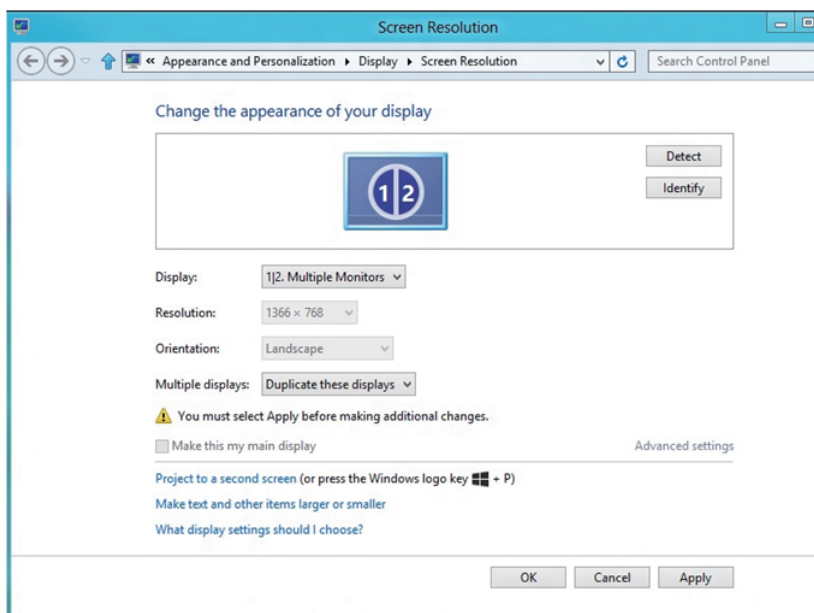 Screen Resolution
« Appearance and Personalization ▸ Display ▸ Screen Resolution Search Control Panel
Change the appearance of your display
1 2
Detect
Identify
Display: 1|2. Multiple Monitors
Resolution: 1366 × 768
Orientation: Landscape
Multiple displays: Duplicate these displays
You must select Apply before making additional changes.
Make this my main display Advanced settings
Project to a second screen (or press the Windows logo key + P)
Make text and other items larger or smaller
What display settings should I choose?
OK Cancel Apply